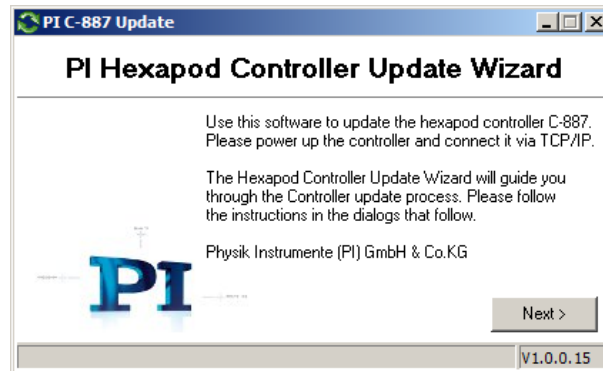 PI C-887 Update
PI Hexapod Controller Update Wizard
Use this software to update the hexapod controller C-887.
Please power up the controller and connect it via TCP/IP.
The Hexapod Controller Update Wizard will guide you
through the Controller update process. Please follow
the instructions in the dialogs that follow.
Physik Instrumente (PI) GmbH & Co.KG
PI
Next >
V1.0.0.15